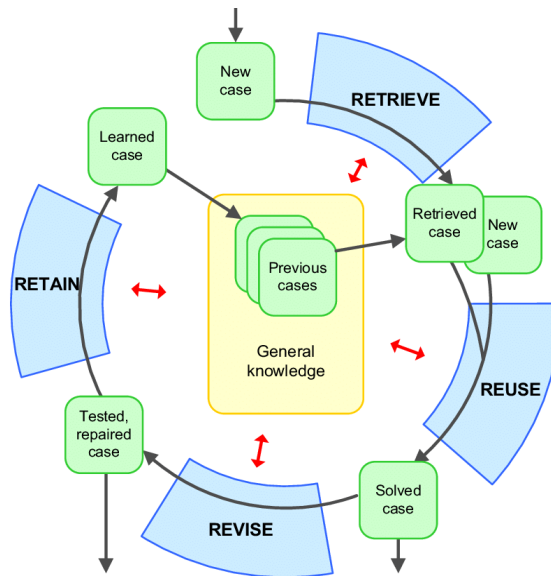 New
case
RETRIEVE
Learned
case
Retrieved
case
New
case
Previous
cases
RETAIN
General
knowledge
REUSE
Tested,
repaired
case
Solved
case
REVISE